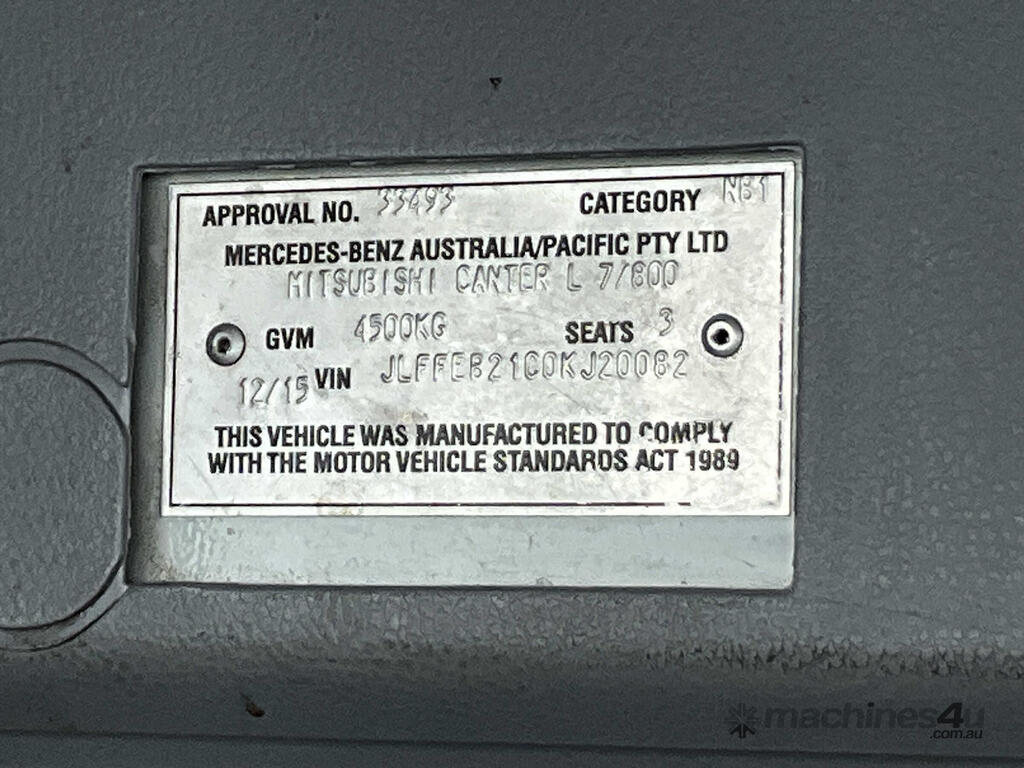 APPROVAL NO. 33493 CATEGORY NB1
MERCEDES-BENZ AUSTRALIA/PACIFIC PTY LTD
MITSUBISHI CANTER L 7/800
GVM 4500KG SEATS 3
12/15 VIN JLFFEB21C0KJ20082
THIS VEHICLE WAS MANUFACTURED TO COMPLY
WITH THE MOTOR VEHICLE STANDARDS ACT 1989
machines4u
.com.au